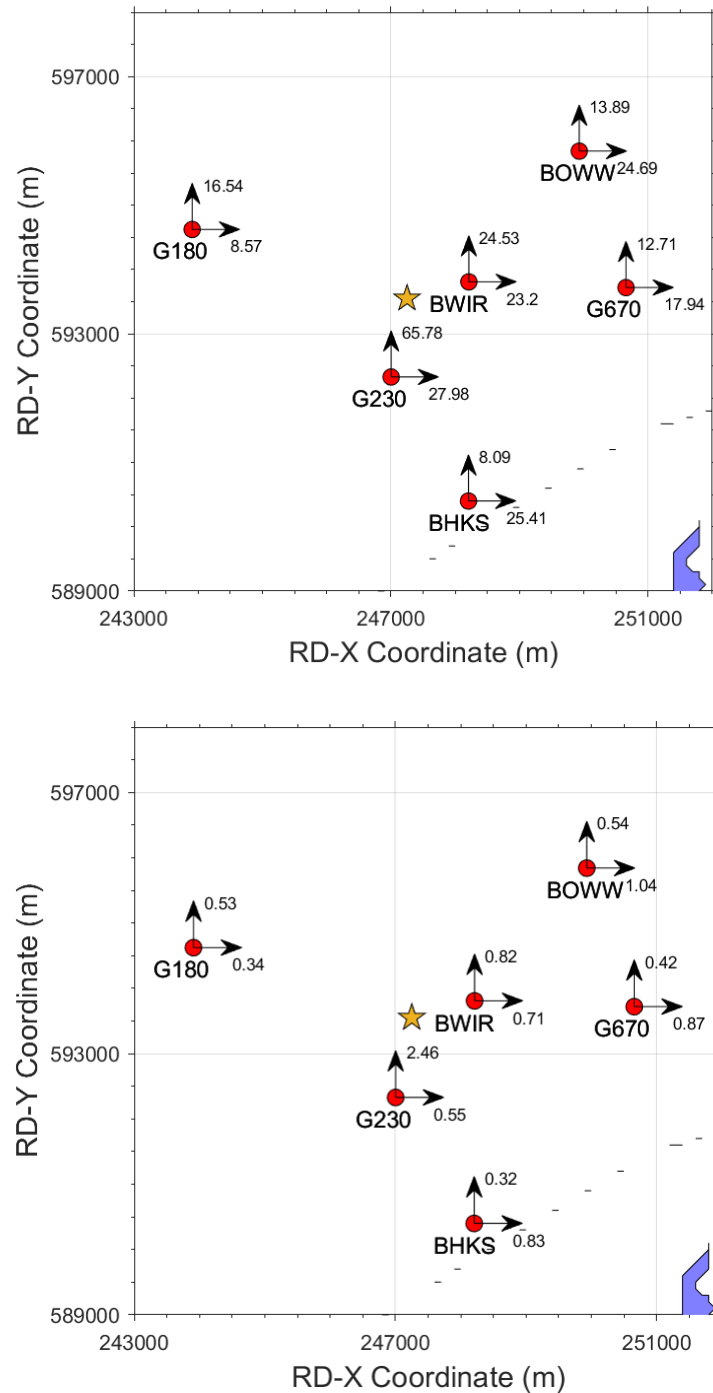 597000
13.89
BOWW
24.69
16.54
G180
8.57
24.53
BWIR
23.2
12.71
G670
17.94
593000
65.78
G230
27.98
8.09
BHKS
25.41
589000
243000
247000
251000
RD-X Coordinate (m)
RD-Y Coordinate (m)
597000
0.54
BOWW
1.04
0.53
G180
0.34
0.82
BWIR
0.71
0.42
G670
0.87
593000
2.46
G230
0.55
0.32
BHKS
0.83
589000
243000
247000
251000
RD-X Coordinate (m)
RD-Y Coordinate (m)